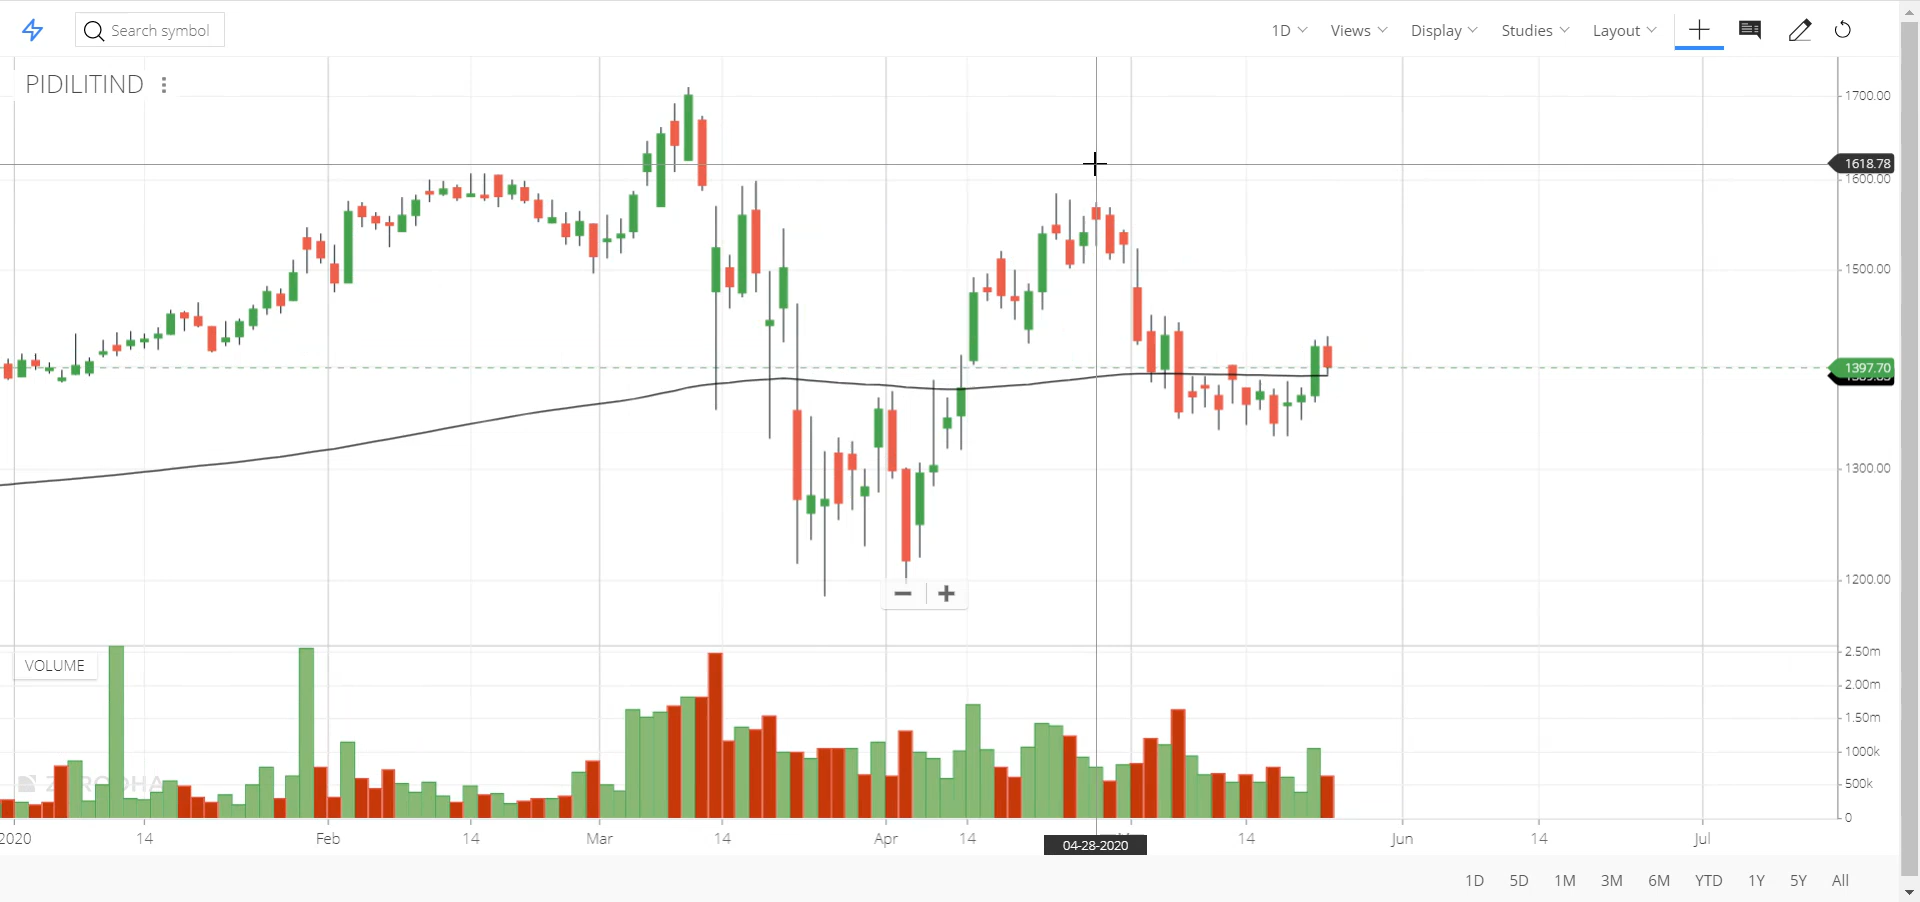 Search symbol
1D Views Display Studies Layout
PIDILITIND
1700.00
1618.78
1600.00
1500.00
1397.70
1300.00
1200.00
VOLUME
2.50m
2.00m
1.50m
1000k
500k
0
ZERODHA
2020 14 Feb 14 Mar 14 Apr 14 14 Jun 14 Jul
04-28-2020
1D 5D 1M 3M 6M YTD 1Y 5Y All